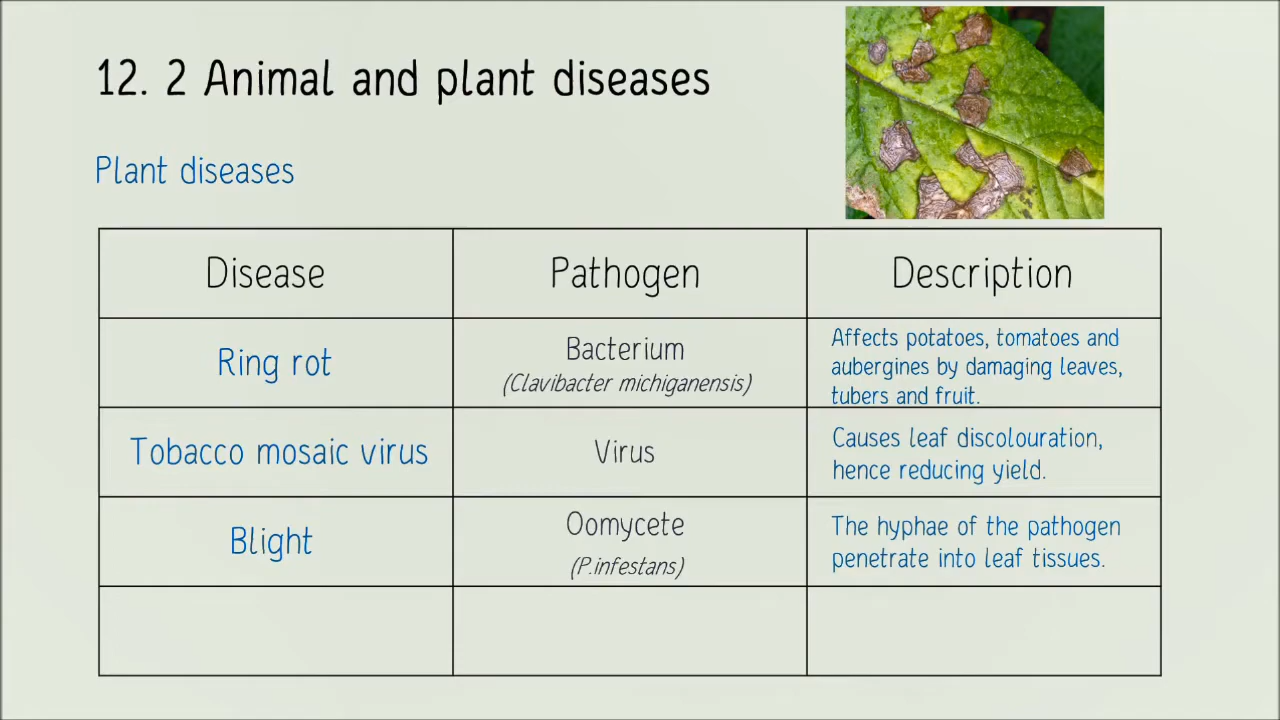 12. 2 Animal and plant diseases
Plant diseases
Disease
Pathogen
Description
Ring rot
Bacterium
(Clavibacter michiganensis)
Affects potatoes, tomatoes and
aubergines by damaging leaves,
tubers and fruit.
Tobacco mosaic virus
Virus
Causes leaf discolouration,
hence reducing yield.
Blight
Oomycete
(P.infestans)
The hyphae of the pathogen
penetrate into leaf tissues.